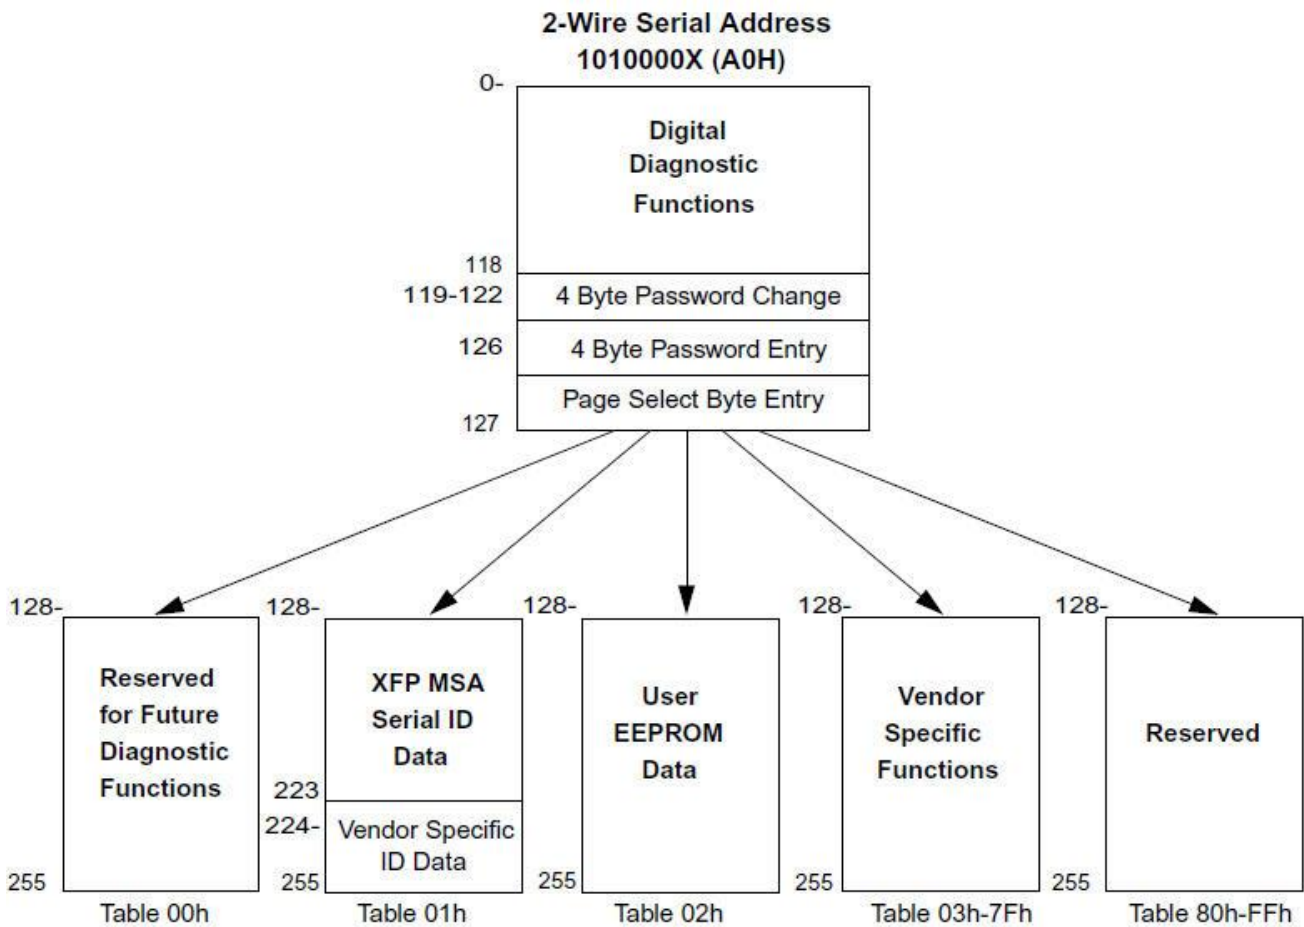 2-Wire Serial Address
1010000X (A0H)
0-
Digital
Diagnostic
Functions
118
119-122
4 Byte Password Change
126
4 Byte Password Entry
Page Select Byte Entry
127
128-
Reserved
for Future
Diagnostic
Functions
255
Table 00h
128-
XFP MSA
Serial ID
Data
223
224-
Vendor Specific
ID Data
255
Table 01h
128-
User
EEPROM
Data
255
Table 02h
128-
Vendor
Specific
Functions
255
Table 03h-7Fh
128-
Reserved
255
Table 80h-FFh